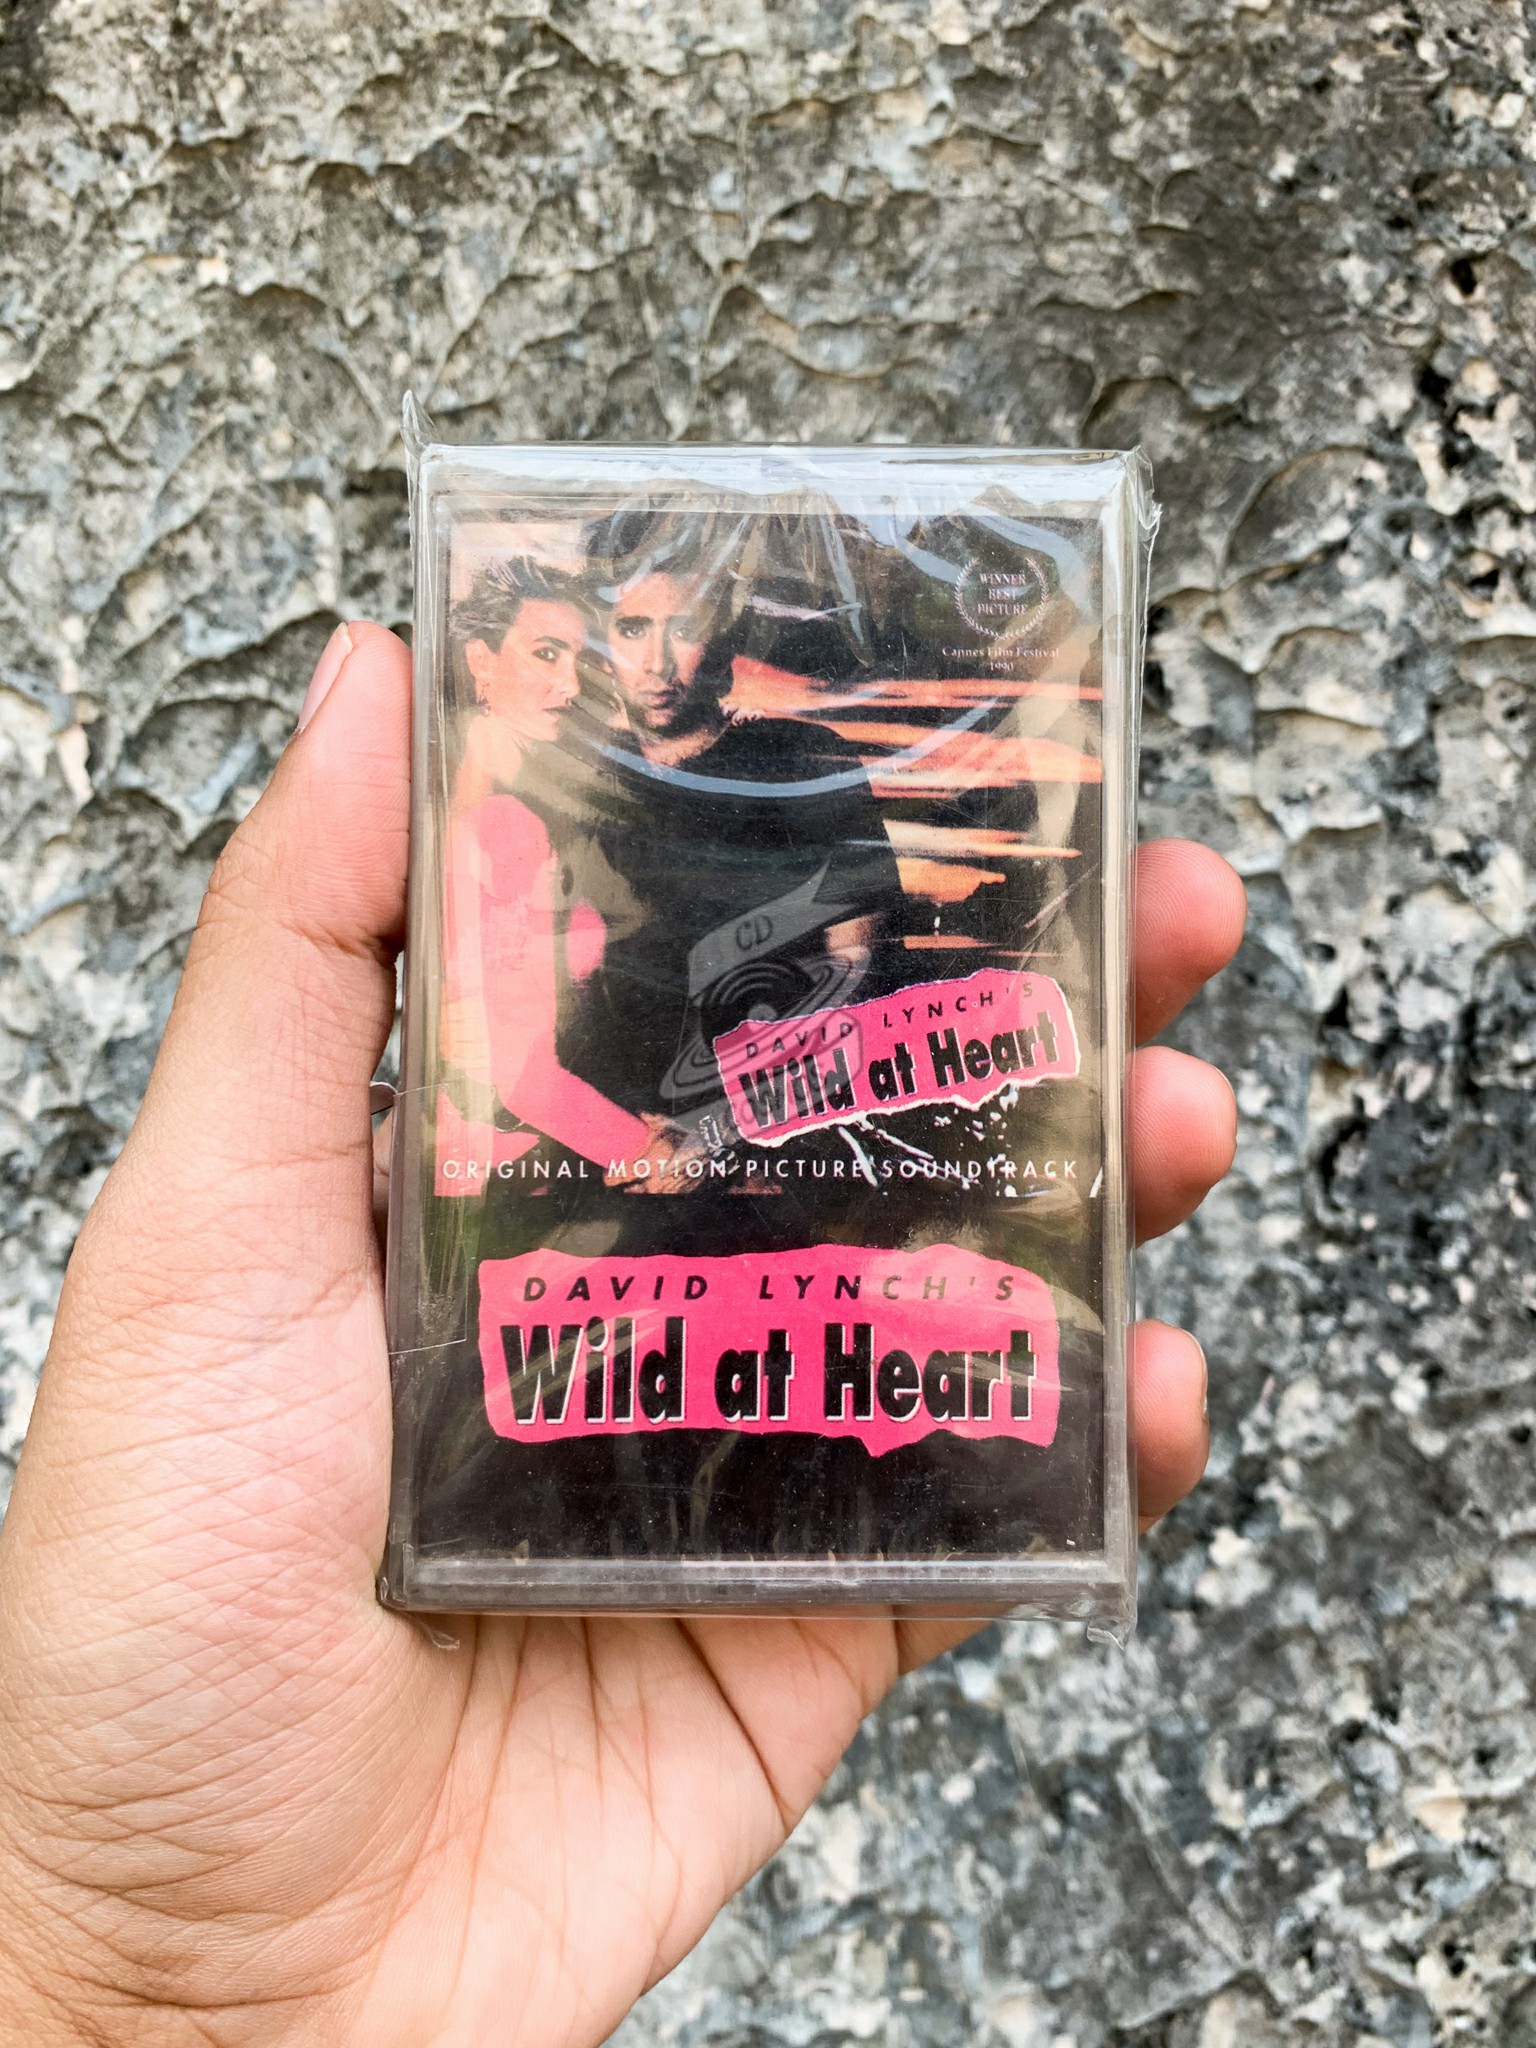 WINNER
BEST
PICTURE
Cannes Film Festival
1990
CD
DAVID LYNCH'S
Wild at Heart
ORIGINAL MOTION PICTURE SOUNDTRACK
DAVID LYNCH'S
Wild at Heart